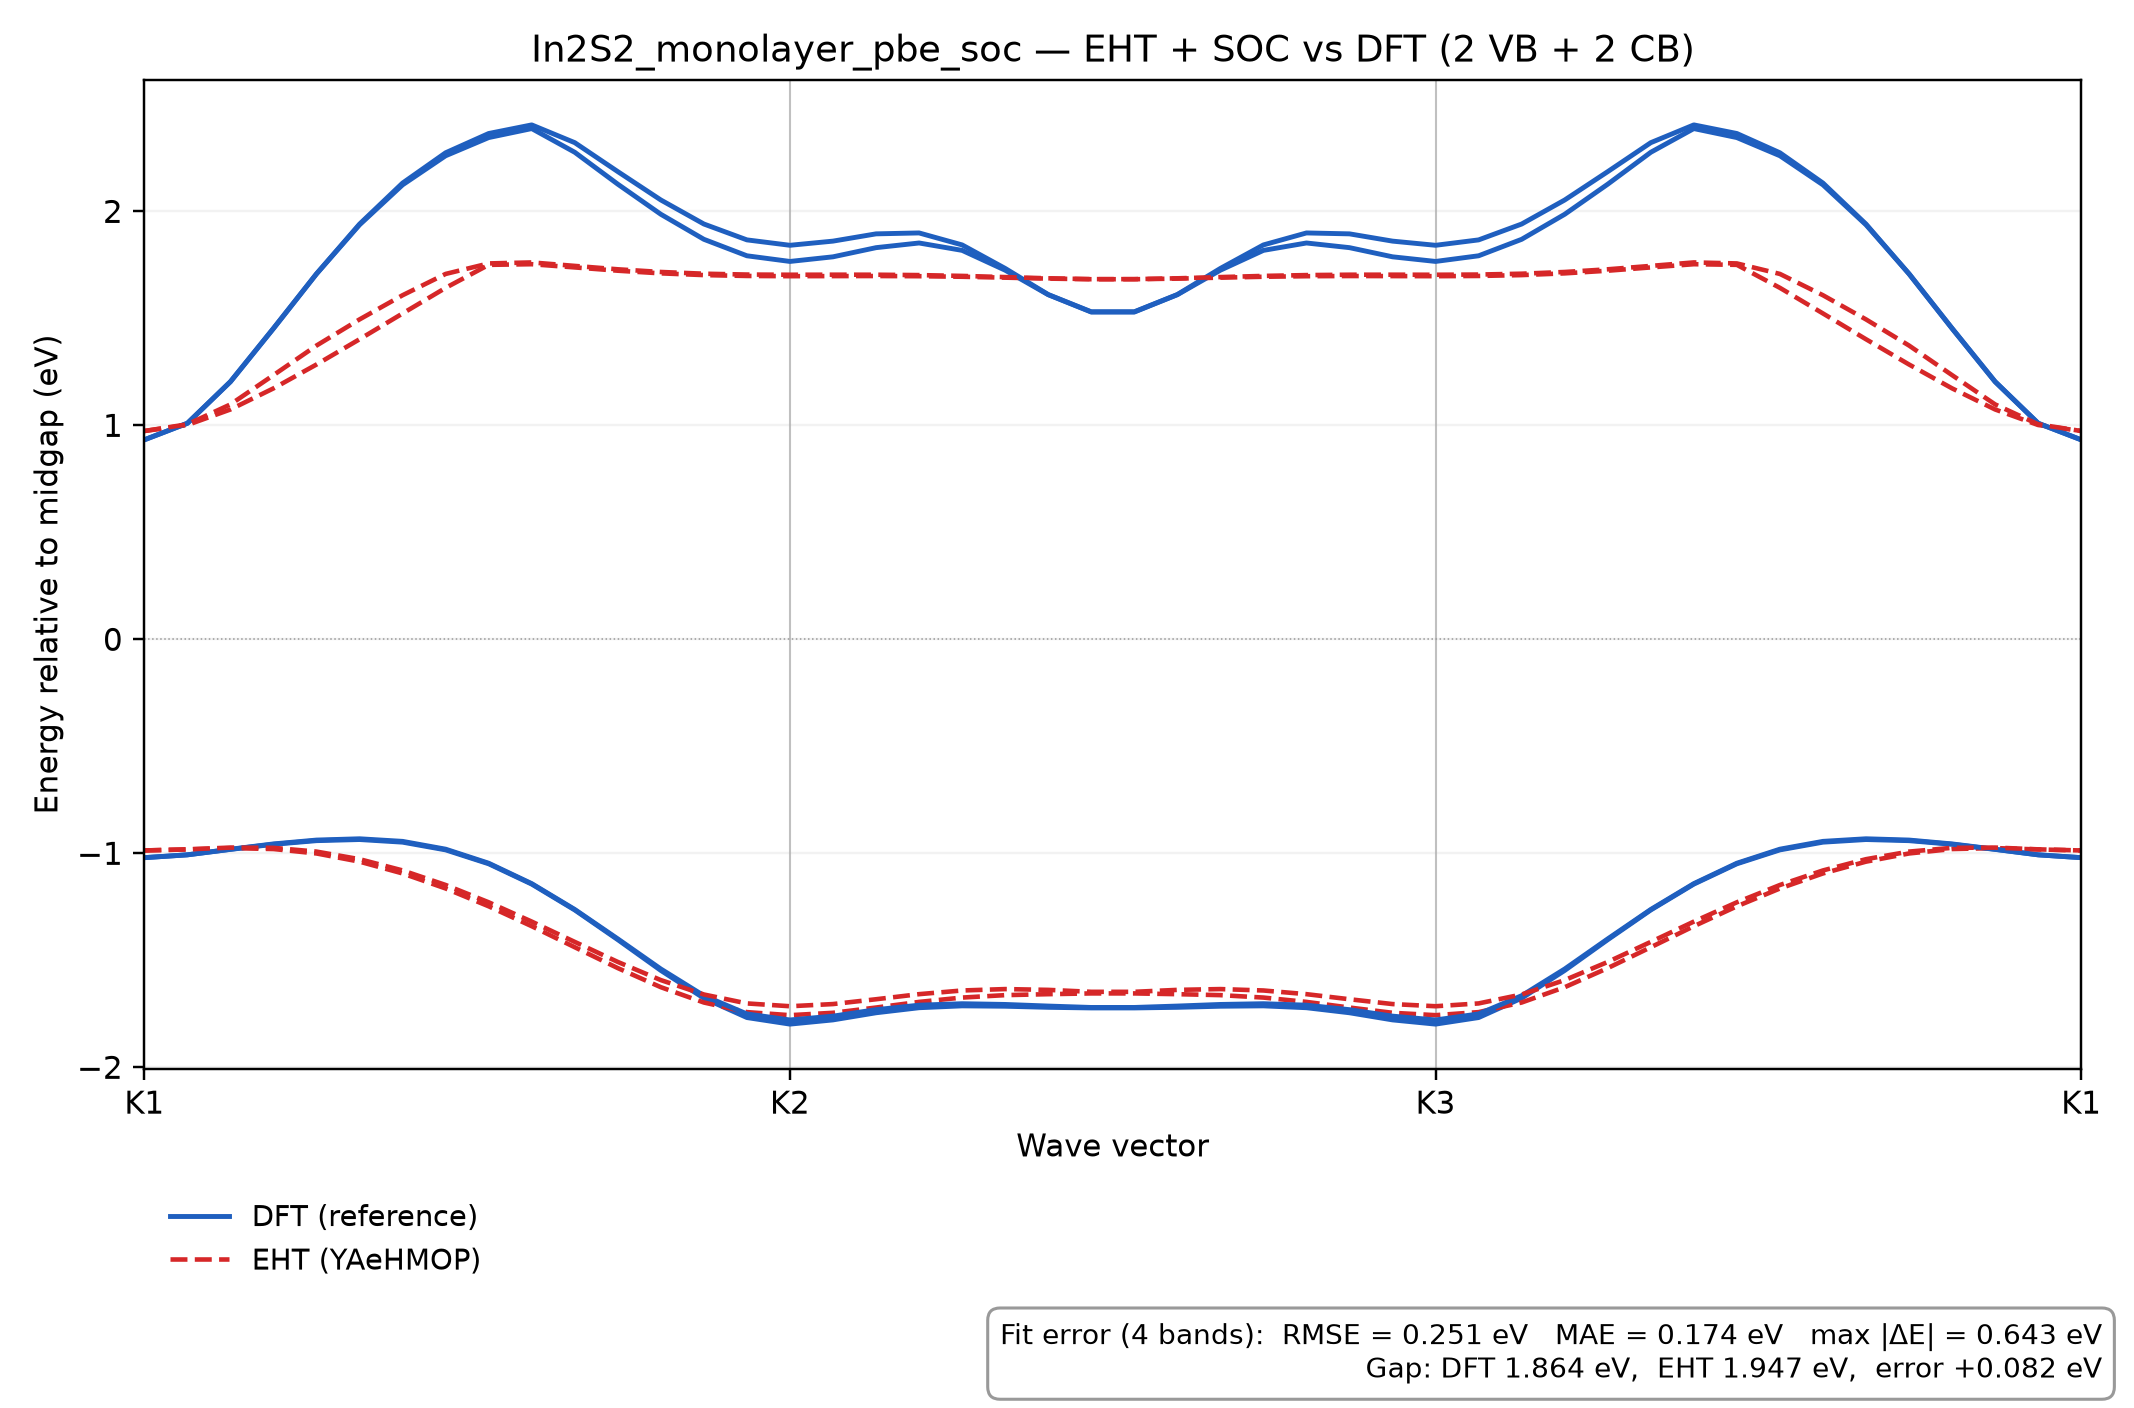 In2S2_monolayer_pbe_soc — EHT + SOC vs DFT (2 VB + 2 CB)
Energy relative to midgap (eV)
2
1
0
−1
−2
K1 K2 K3 K1
Wave vector
DFT (reference)
EHT (YAeHMOP)
Fit error (4 bands): RMSE = 0.251 eV MAE = 0.174 eV max |ΔE| = 0.643 eV
Gap: DFT 1.864 eV, EHT 1.947 eV, error +0.082 eV